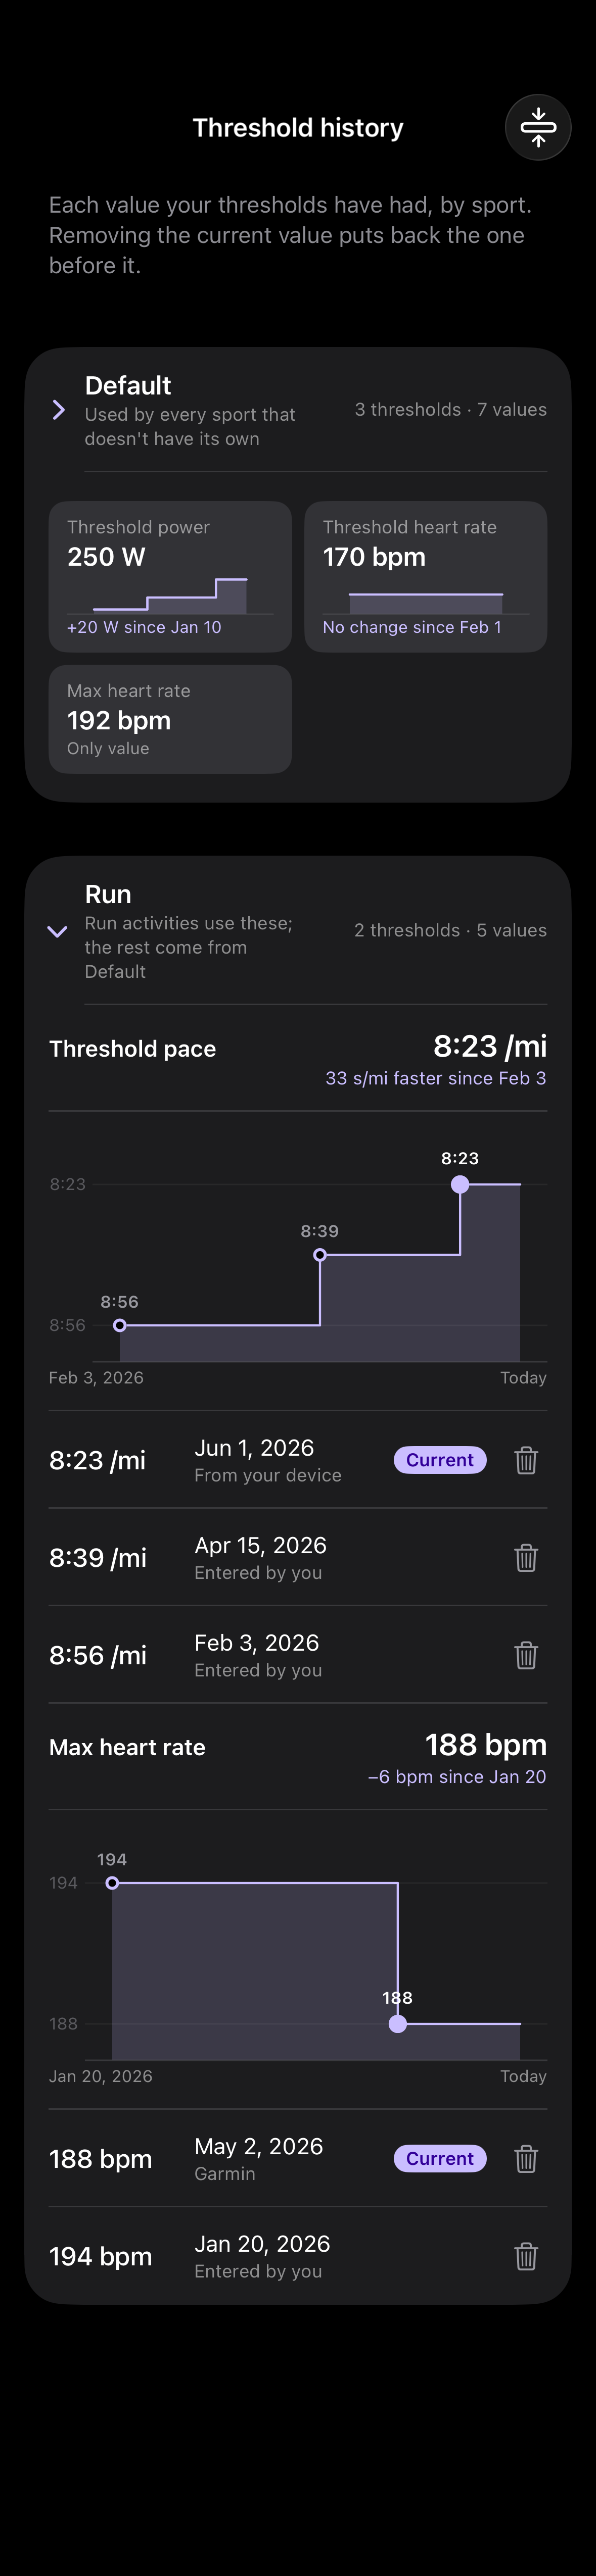 Threshold history
Each value your thresholds have had, by sport.
Removing the current value puts back the one
before it.
Default
Used by every sport that
doesn't have its own
3 thresholds · 7 values
Threshold power
250 W
+20 W since Jan 10
Threshold heart rate
170 bpm
No change since Feb 1
Max heart rate
192 bpm
Only value
Run
Run activities use these;
the rest come from
Default
2 thresholds · 5 values
Threshold pace
8:23 /mi
33 s/mi faster since Feb 3
8:23
8:23
8:39
8:56
8:56
Feb 3, 2026
Today
8:23 /mi
Jun 1, 2026
From your device
Current
8:39 /mi
Apr 15, 2026
Entered by you
8:56 /mi
Feb 3, 2026
Entered by you
Max heart rate
188 bpm
–6 bpm since Jan 20
194
194
188
188
Jan 20, 2026
Today
188 bpm
May 2, 2026
Garmin
Current
194 bpm
Jan 20, 2026
Entered by you